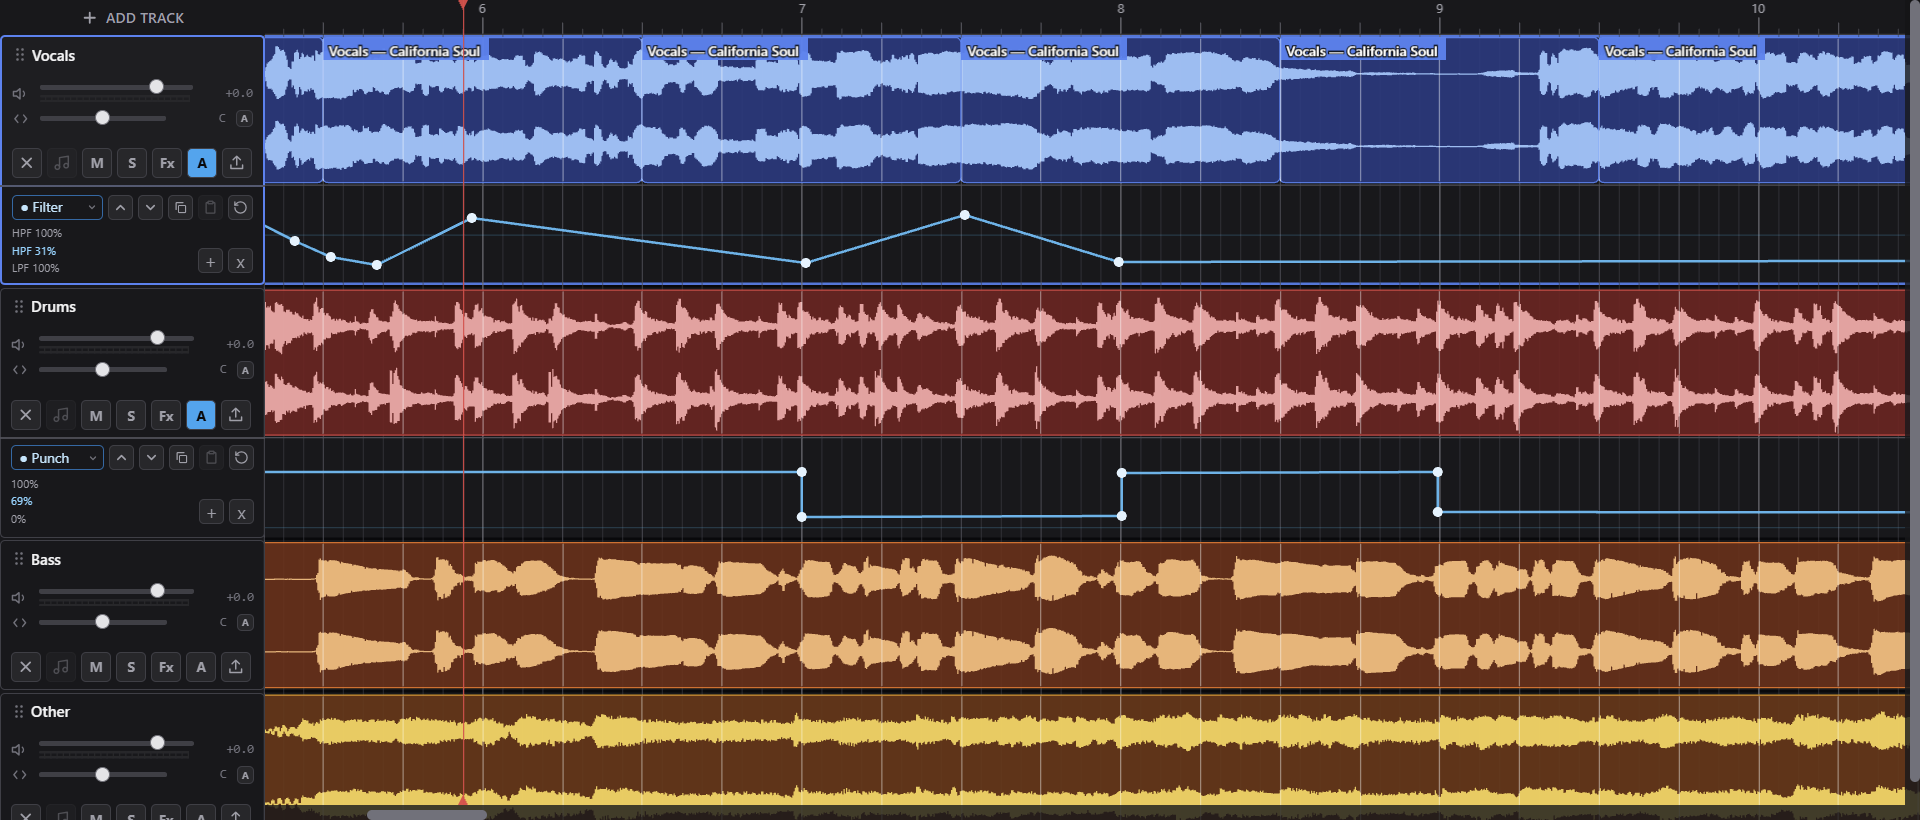 ADD TRACK
6
7
8
9
10
Vocals
+0.0
C A
M S Fx A
Vocals — California Soul
Vocals — California Soul
Vocals — California Soul
Vocals — California Soul
Vocals — California Soul
Filter
HPF 100%
HPF 31%
LPF 100%
+ x
Drums
+0.0
C A
M S Fx A
Punch
100%
69%
0%
+ x
Bass
+0.0
C A
M S Fx A
Other
+0.0
C A
M S Fx A